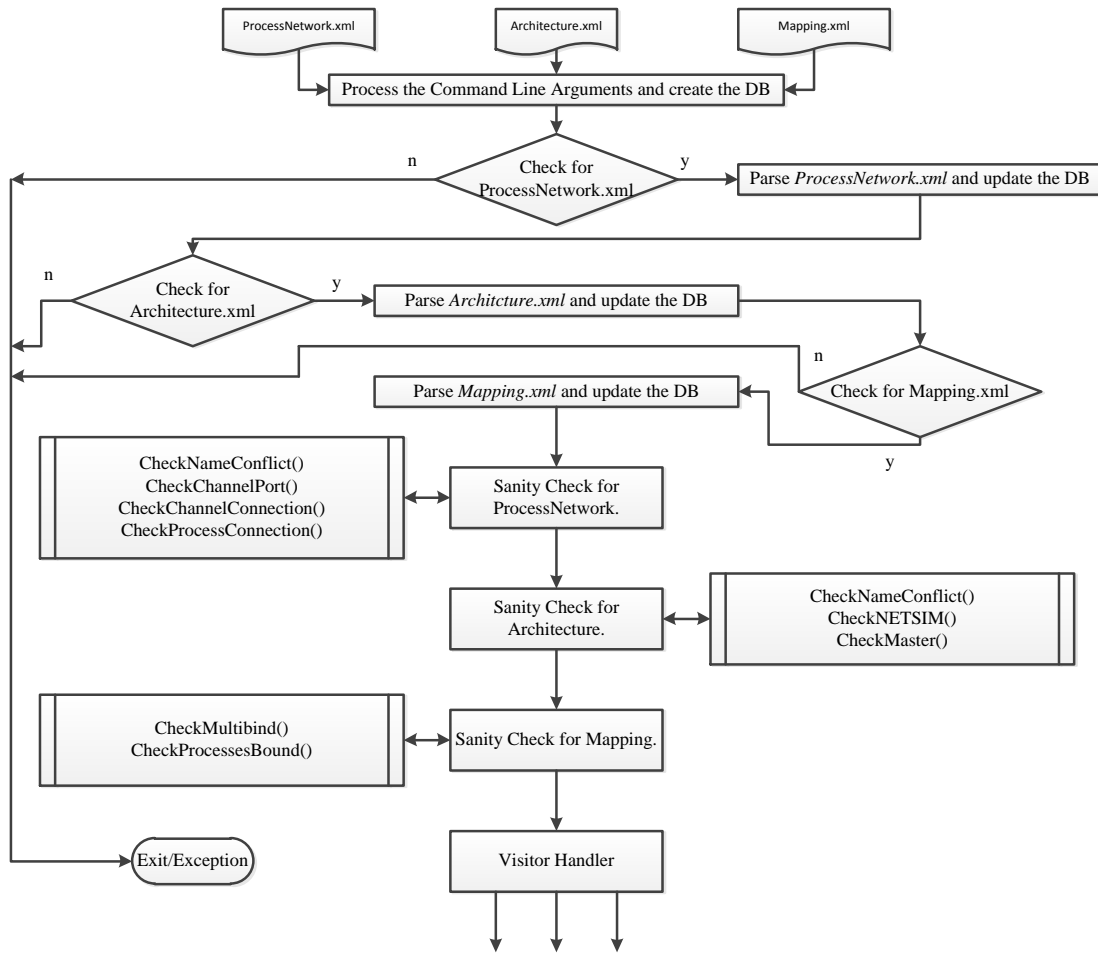 ProcessNetwork.xml
Architecture.xml
Mapping.xml
Process the Command Line Arguments and create the DB
n
Check for
ProcessNetwork.xml
y
Parse ProcessNetwork.xml and update the DB
n
Check for
Architecture.xml
y
Parse Architcture.xml and update the DB
n
Check for Mapping.xml
y
Parse Mapping.xml and update the DB
CheckNameConflict()
CheckChannelPort()
CheckChannelConnection()
CheckProcessConnection()
Sanity Check for
ProcessNetwork.
Sanity Check for
Architecture.
CheckNameConflict()
CheckNETSIM()
CheckMaster()
CheckMultibind()
CheckProcessesBound()
Sanity Check for Mapping.
Exit/Exception
Visitor Handler